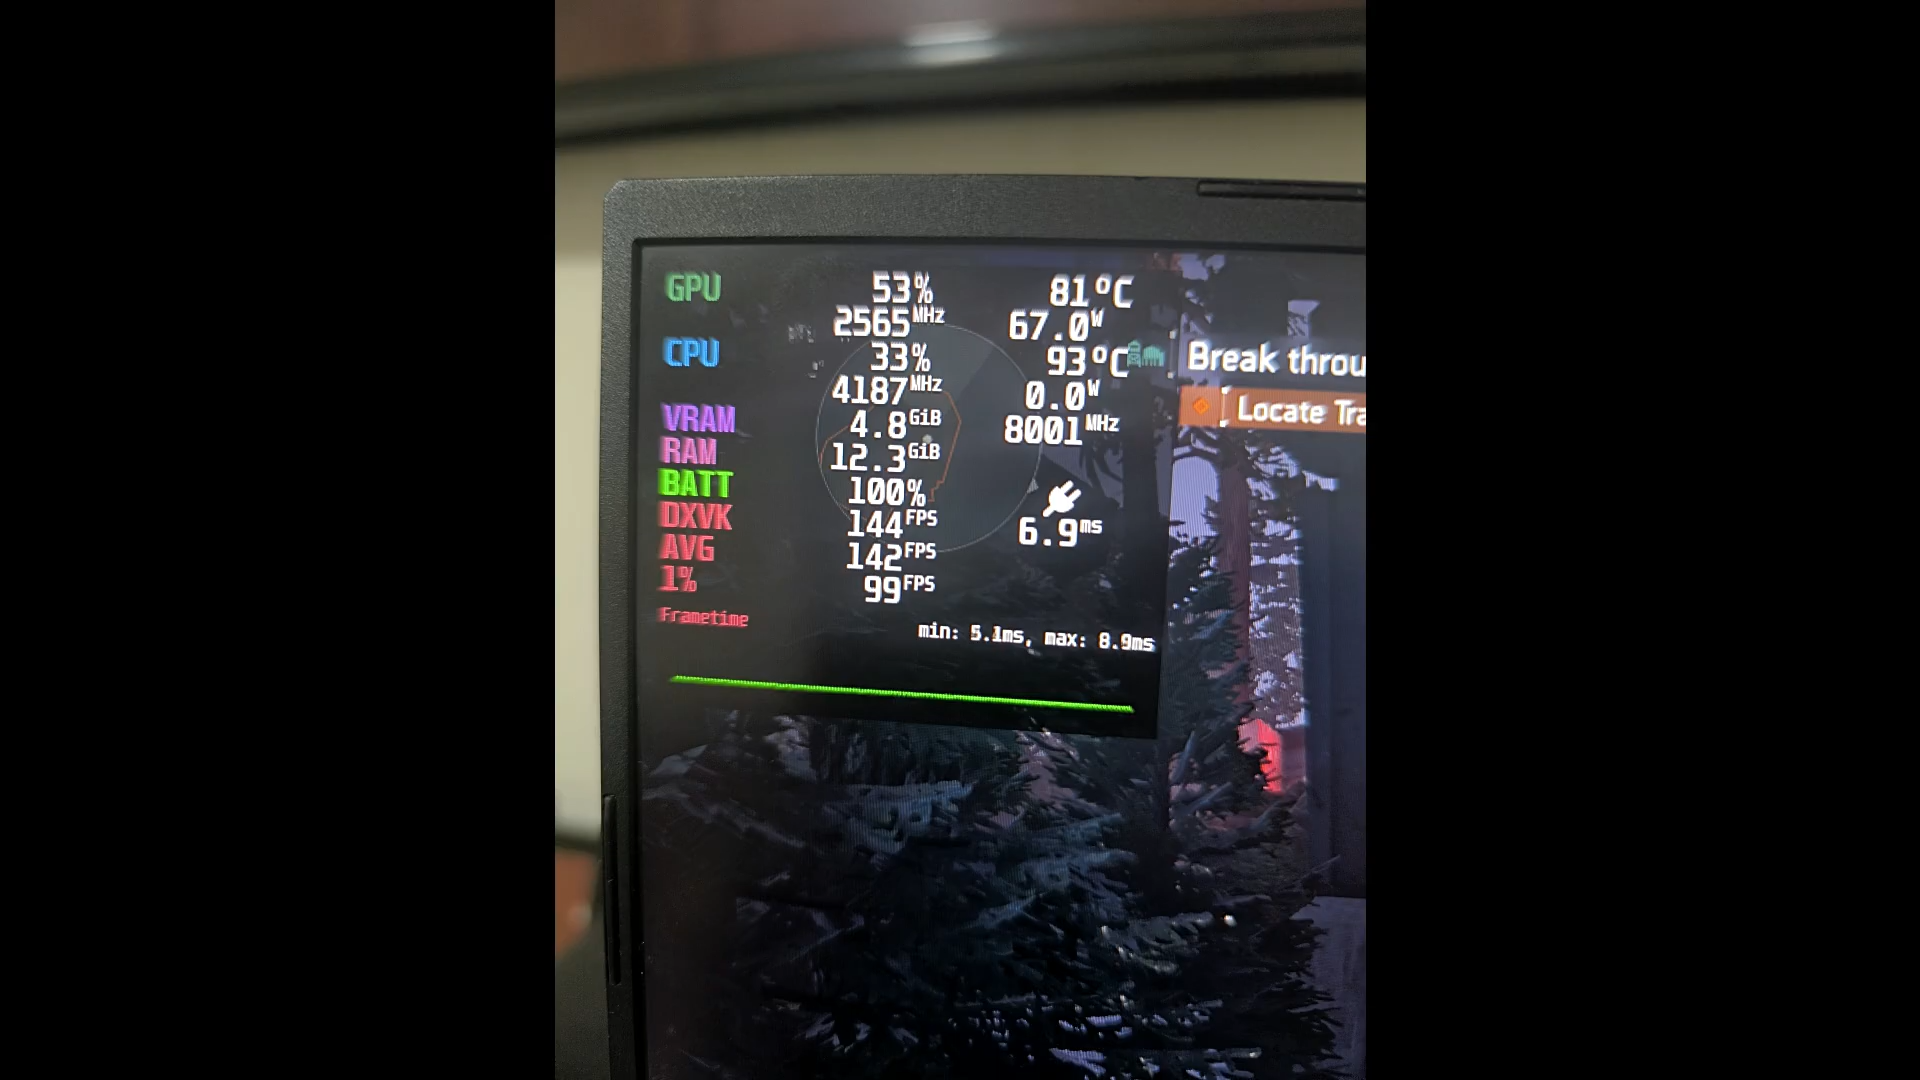 GPU 53% 81°C
2565MHz 67.0W
CPU 33% 93°C
4187MHz 0.0W
VRAM 4.8GiB 8001MHz
RAM 12.3GiB
BATT 100%
DXVK 144FPS 6.9ms
AVG 142FPS
1% 99FPS
Frametime
min: 5.1ms, max: 8.9ms
Break throu
Locate Tra